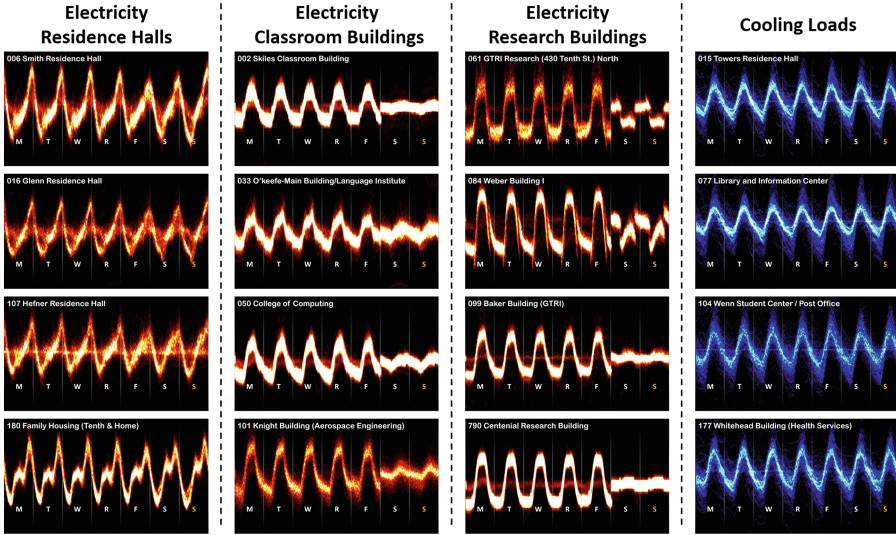 Electricity
Residence Halls
006 Smith Residence Hall
M T W R F S S
016 Glenn Residence Hall
M T W R F S S
107 Hefner Residence Hall
M T W R F S S
180 Family Housing (Tenth & Home)
M T W R F S S
Electricity
Classroom Buildings
002 Skiles Classroom Building
M T W R F S S
033 O'keefe-Main Building/Language Institute
M T W R F S S
050 College of Computing
M T W R F S S
101 Knight Building (Aerospace Engineering)
M T W R F S S
Electricity
Research Buildings
061 GTRI Research (430 Tenth St.) North
M T W R F S S
084 Weber Building I
M T W R F S S
099 Baker Building (GTRI)
M T W R F S S
790 Centenial Research Building
M T W R F S S
Cooling Loads
015 Towers Residence Hall
M T W R F S S
077 Library and Information Center
M T W R F S S
104 Wenn Student Center / Post Office
M T W R F S S
177 Whitehead Building (Health Services)
M T W R F S S